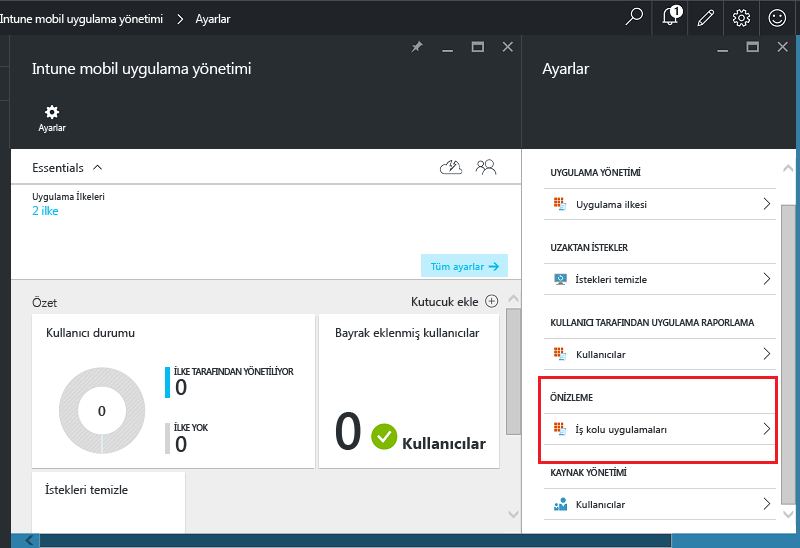 Intune mobil uygulama yönetimi > Ayarlar
1
Intune mobil uygulama yönetimi
Ayarlar
Essentials
Uygulama İlkeleri
2 ilke
Tüm ayarlar →
Özet
Kutucuk ekle
Kullanıcı durumu
0
İLKE TARAFINDAN YÖNETİLİYOR
0
İLKE YOK
0
Bayrak eklenmiş kullanıcılar
0 Kullanıcılar
İstekleri temizle
Ayarlar
UYGULAMA YÖNETİMİ
Uygulama ilkesi
UZAKTAN İSTEKLER
İstekleri temizle
KULLANICI TARAFINDAN UYGULAMA RAPORLAMA
Kullanıcılar
ÖNİZLEME
İş kolu uygulamaları
KAYNAK YÖNETİMİ
Kullanıcılar